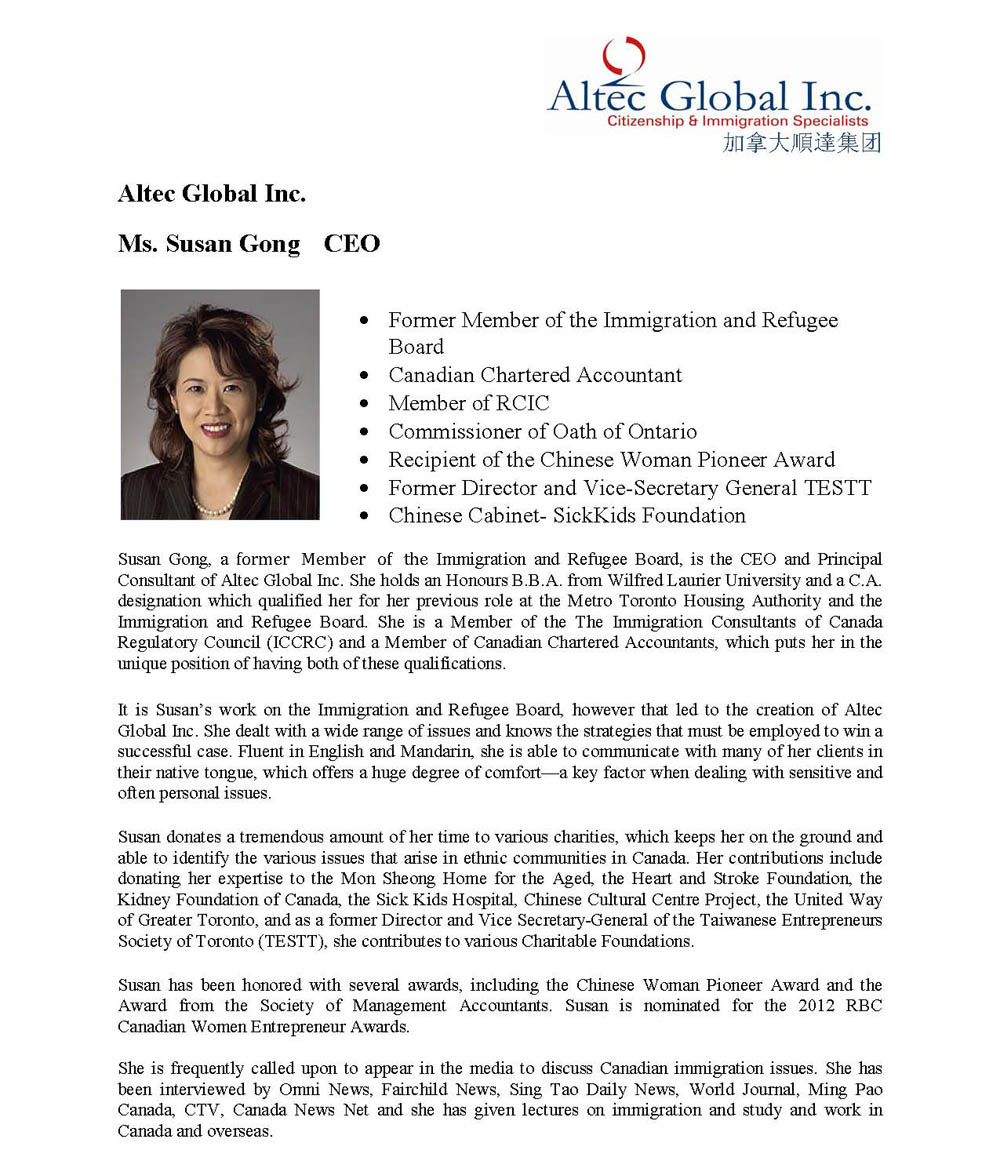 Altec Global Inc.
Citizenship & Immigration Specialists
加拿大順達集团
Altec Global Inc.
Ms. Susan Gong CEO
• Former Member of the Immigration and Refugee
Board
• Canadian Chartered Accountant
• Member of RCIC
• Commissioner of Oath of Ontario
• Recipient of the Chinese Woman Pioneer Award
• Former Director and Vice-Secretary General TESTT
• Chinese Cabinet- SickKids Foundation
Susan Gong, a former Member of the Immigration and Refugee Board, is the CEO and Principal
Consultant of Altec Global Inc. She holds an Honours B.B.A. from Wilfred Laurier University and a C.A.
designation which qualified her for her previous role at the Metro Toronto Housing Authority and the
Immigration and Refugee Board. She is a Member of the The Immigration Consultants of Canada
Regulatory Council (ICCRC) and a Member of Canadian Chartered Accountants, which puts her in the
unique position of having both of these qualifications.
It is Susan's work on the Immigration and Refugee Board, however that led to the creation of Altec
Global Inc. She dealt with a wide range of issues and knows the strategies that must be employed to win a
successful case. Fluent in English and Mandarin, she is able to communicate with many of her clients in
their native tongue, which offers a huge degree of comfort—a key factor when dealing with sensitive and
often personal issues.
Susan donates a tremendous amount of her time to various charities, which keeps her on the ground and
able to identify the various issues that arise in ethnic communities in Canada. Her contributions include
donating her expertise to the Mon Sheong Home for the Aged, the Heart and Stroke Foundation, the
Kidney Foundation of Canada, the Sick Kids Hospital, Chinese Cultural Centre Project, the United Way
of Greater Toronto, and as a former Director and Vice Secretary-General of the Taiwanese Entrepreneurs
Society of Toronto (TESTT), she contributes to various Charitable Foundations.
Susan has been honored with several awards, including the Chinese Woman Pioneer Award and the
Award from the Society of Management Accountants. Susan is nominated for the 2012 RBC
Canadian Women Entrepreneur Awards.
She is frequently called upon to appear in the media to discuss Canadian immigration issues. She has
been interviewed by Omni News, Fairchild News, Sing Tao Daily News, World Journal, Ming Pao
Canada, CTV, Canada News Net and she has given lectures on immigration and study and work in
Canada and overseas.